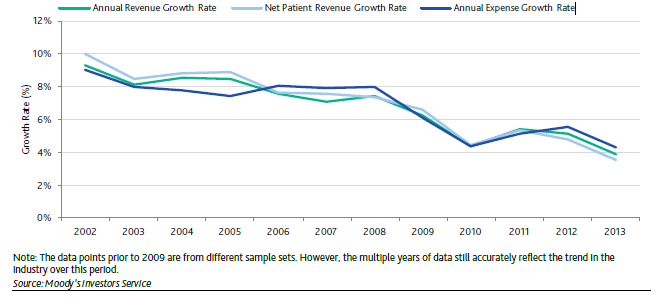 Annual Revenue Growth Rate Net Patient Revenue Growth Rate Annual Expense Growth Rate
12%
10%
8%
6%
4%
2%
0%
Growth Rate (%)
2002 2003 2004 2005 2006 2007 2008 2009 2010 2011 2012 2013
Note: The data points prior to 2009 are from different sample sets. However, the multiple years of data still accurately reflect the trend in the
industry over this period.
Source: Moody's Investors Service